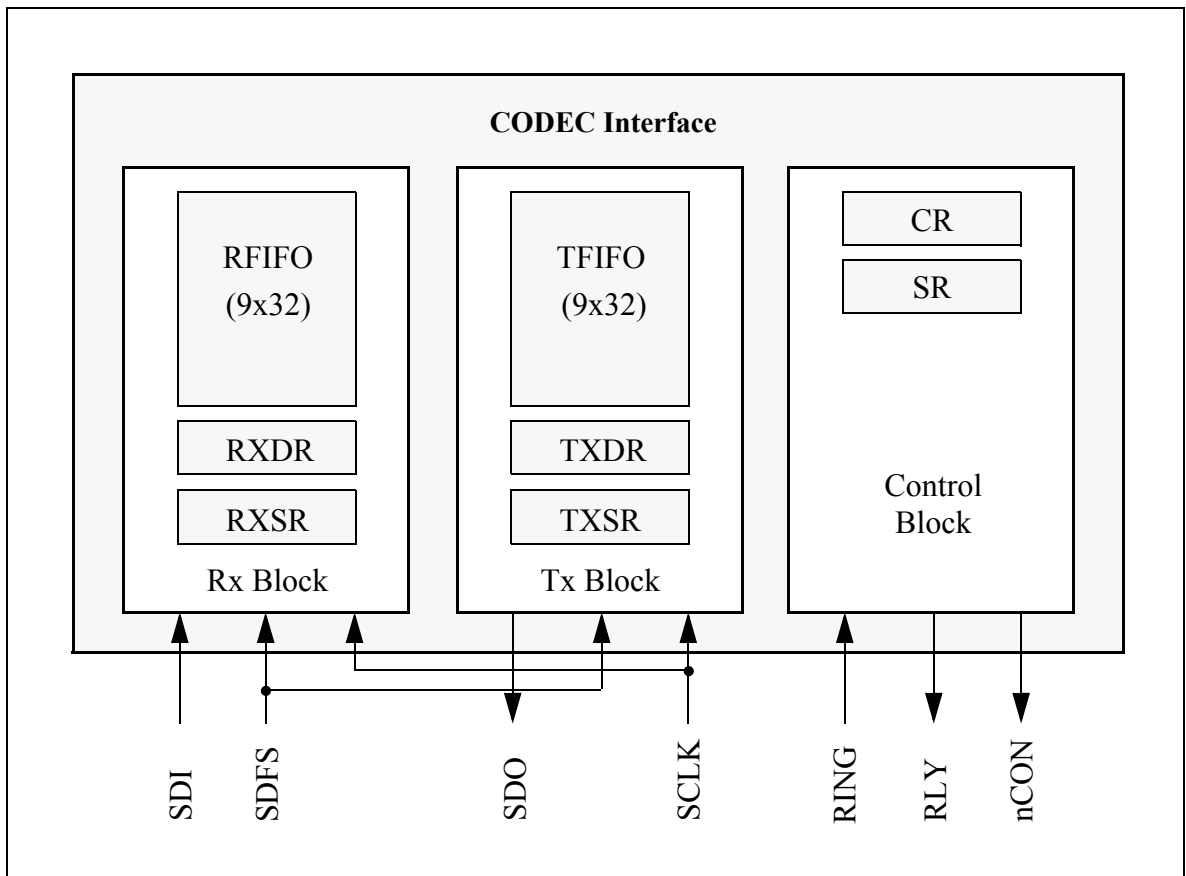 CODEC Interface
RFIFO
(9x32)
RXDR
RXSR
Rx Block
TFIFO
(9x32)
TXDR
TXSR
Tx Block
CR
SR
Control
Block
SDI
SDFS
SDO
SCLK
RING
RLY
nCON